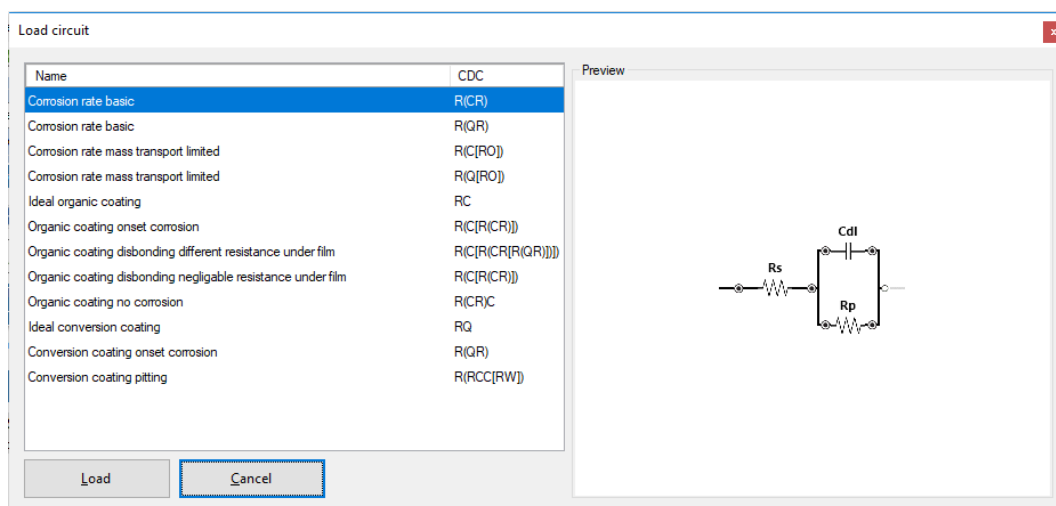 Load circuit
x
Name CDC
Corrosion rate basic R(CR)
Corrosion rate basic R(QR)
Corrosion rate mass transport limited R(C[RO])
Corrosion rate mass transport limited R(Q[RO])
Ideal organic coating RC
Organic coating onset corrosion R(C[R(CR)])
Organic coating disbonding different resistance under film R(C[R(CR[R(QR)])])
Organic coating disbonding negligable resistance under film R(C[R(CR)])
Organic coating no corrosion R(CR)C
Ideal conversion coating RQ
Conversion coating onset corrosion R(QR)
Conversion coating pitting R(RCC[RW])
Load Cancel
Preview
Cdl
Rs
Rp